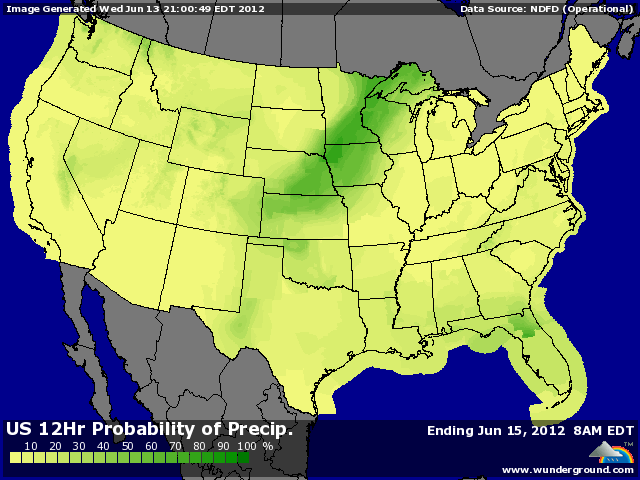 Image Generated Wed Jun 13 21:00:49 EDT 2012
Data Source: NDFD (Operational)
US 12Hr Probability of Precip.
Ending Jun 15, 2012 8AM EDT
10 20 30 40 50 60 70 80 90 100 %
TM
www.wunderground.com